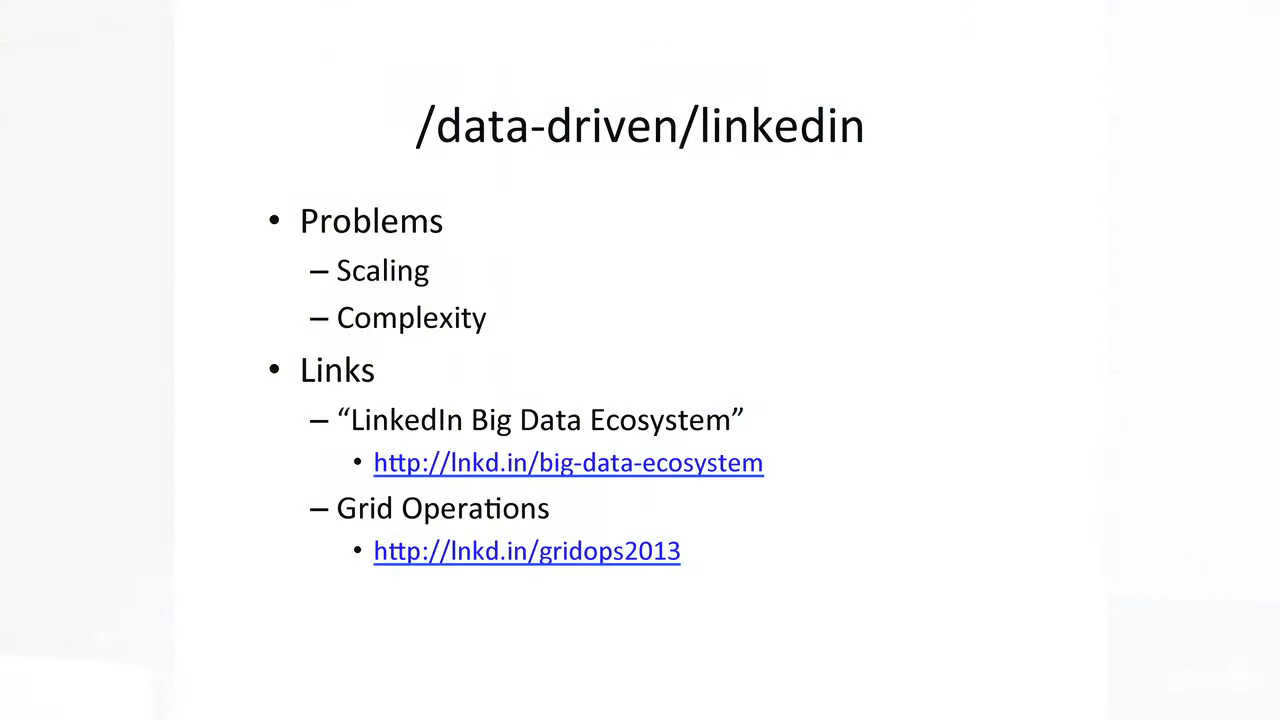 /data-driven/linkedin
• Problems
– Scaling
– Complexity
• Links
– “LinkedIn Big Data Ecosystem”
• http://lnkd.in/big-data-ecosystem
– Grid Operations
• http://lnkd.in/gridops2013